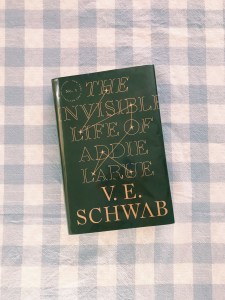 THE
INVISIBLE
LIFE OF
ADDIE
LARUE
V. E.
SCHWAB